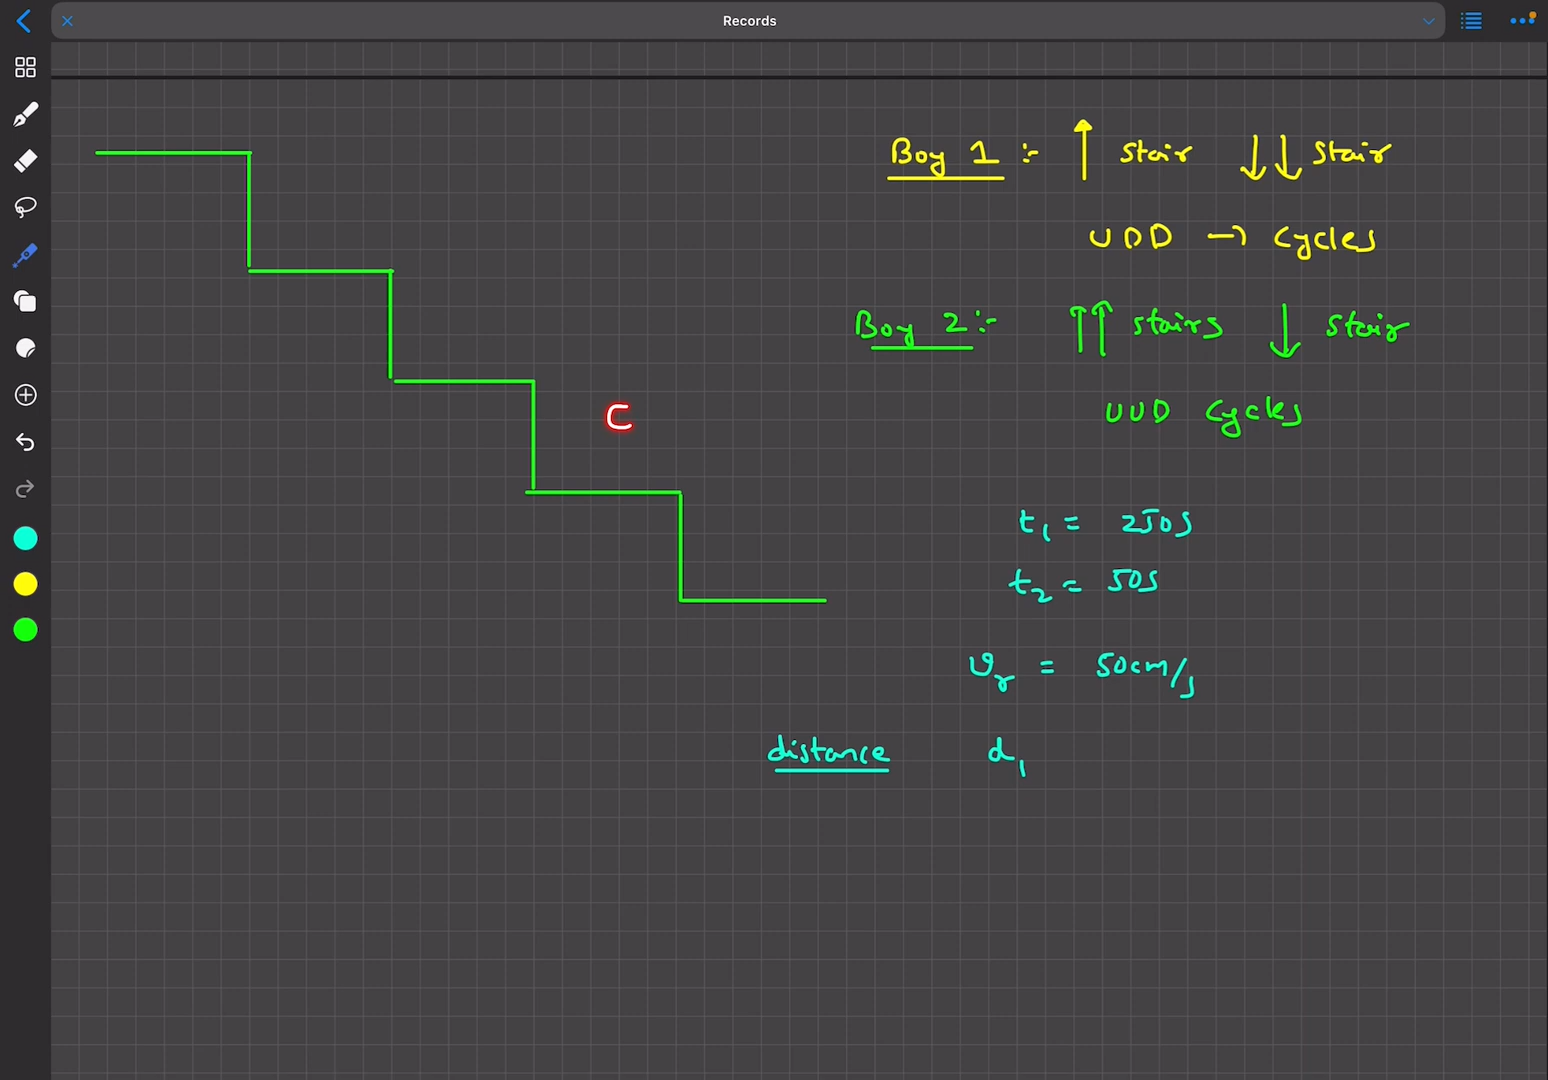 Records
Boy 1 :- ↑ stair ↓↓ stair
UDD → cycles
Boy 2 :- ↑↑ stairs ↓ stair
UUD cycles
C
t₁ = 250s
t₂ = 50s
v_r = 50cm/s
distance d₁